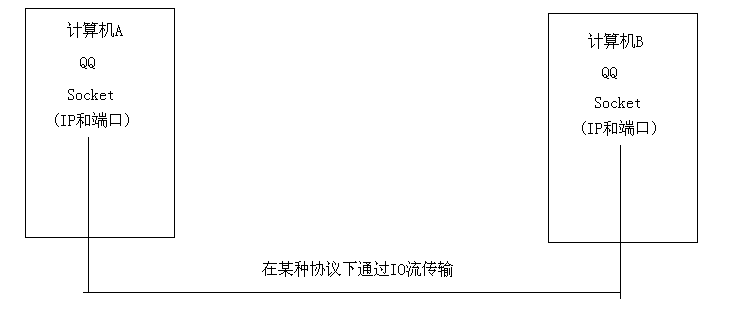 计算机A
QQ
Socket
(IP和端口)
计算机B
QQ
Socket
(IP和端口)
在某种协议下通过IO流传输